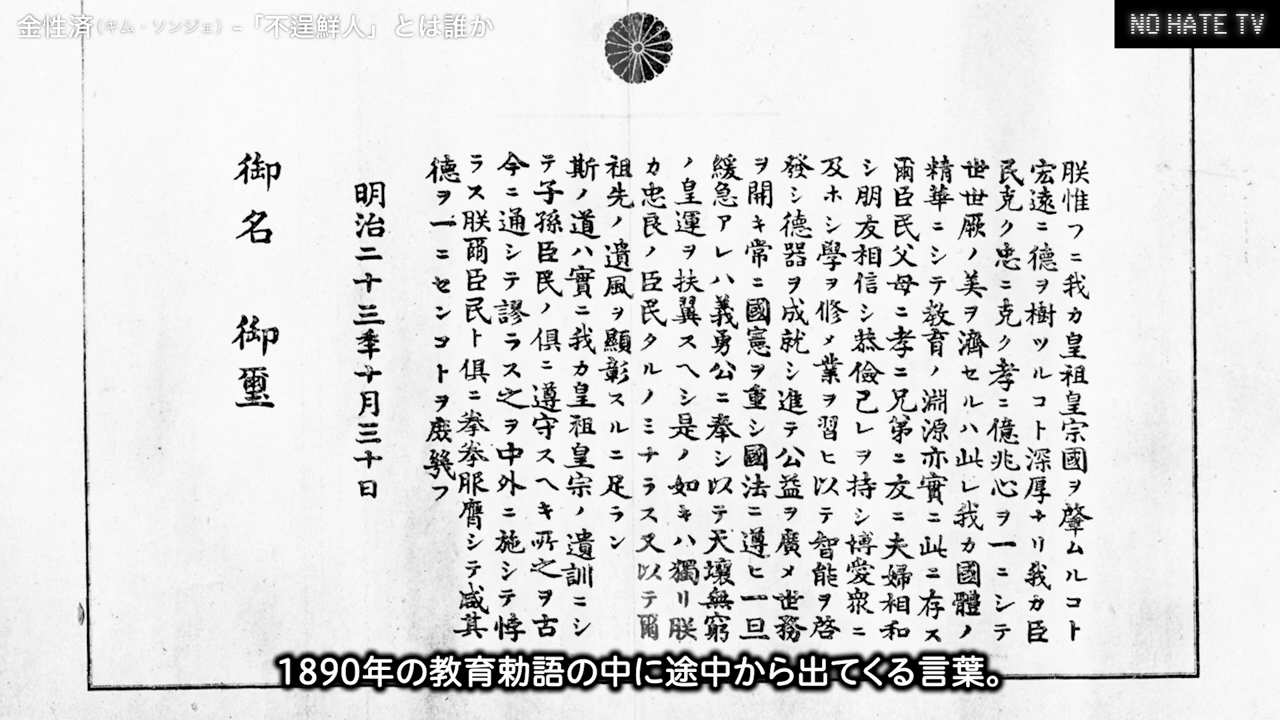 金性済（キム・ソンジェ）-「不逞鮮人」とは誰か
NO HATE TV
朕惟フニ我カ皇祖皇宗國ヲ肇ムルコト
宏遠ニ德ヲ樹ツルコト深厚ナリ我カ臣
民克ク忠ニ克ク孝ニ億兆心ヲ一ニシテ
世世厥ノ美ヲ濟セルハ此レ我カ國體ノ
精華ニシテ教育ノ淵源亦實ニ此ニ存ス
爾臣民父母ニ孝ニ兄弟ニ友ニ夫婦相和
シ朋友相信シ恭儉己レヲ持シ博愛衆ニ
及ホシ學ヲ修メ業ヲ習ヒ以テ智能ヲ啓
發シ德器ヲ成就シ進テ公益ヲ廣メ世務
ヲ開キ常ニ國憲ヲ重シ國法ニ遵ヒ一旦
緩急アレハ義勇公ニ奉シ以テ天壤無窮
ノ皇運ヲ扶翼スヘシ是ノ如キハ獨リ朕
カ忠良ノ臣民タルノミナラス又以テ爾
祖先ノ遺風ヲ顯彰スルニ足ラン
斯ノ道ハ實ニ我カ皇祖皇宗ノ遺訓ニシ
テ子孫臣民ノ俱ニ遵守スヘキ所之ヲ古
今ニ通シテ謬ラス之ヲ中外ニ施シテ悖
ラス朕爾臣民ト俱ニ拳拳服膺シテ咸其
德ヲ一ニセンコトヲ庶幾フ
明治二十三年十月三十日
御名 御璽
1890年の教育勅語の中に途中から出てくる言葉。